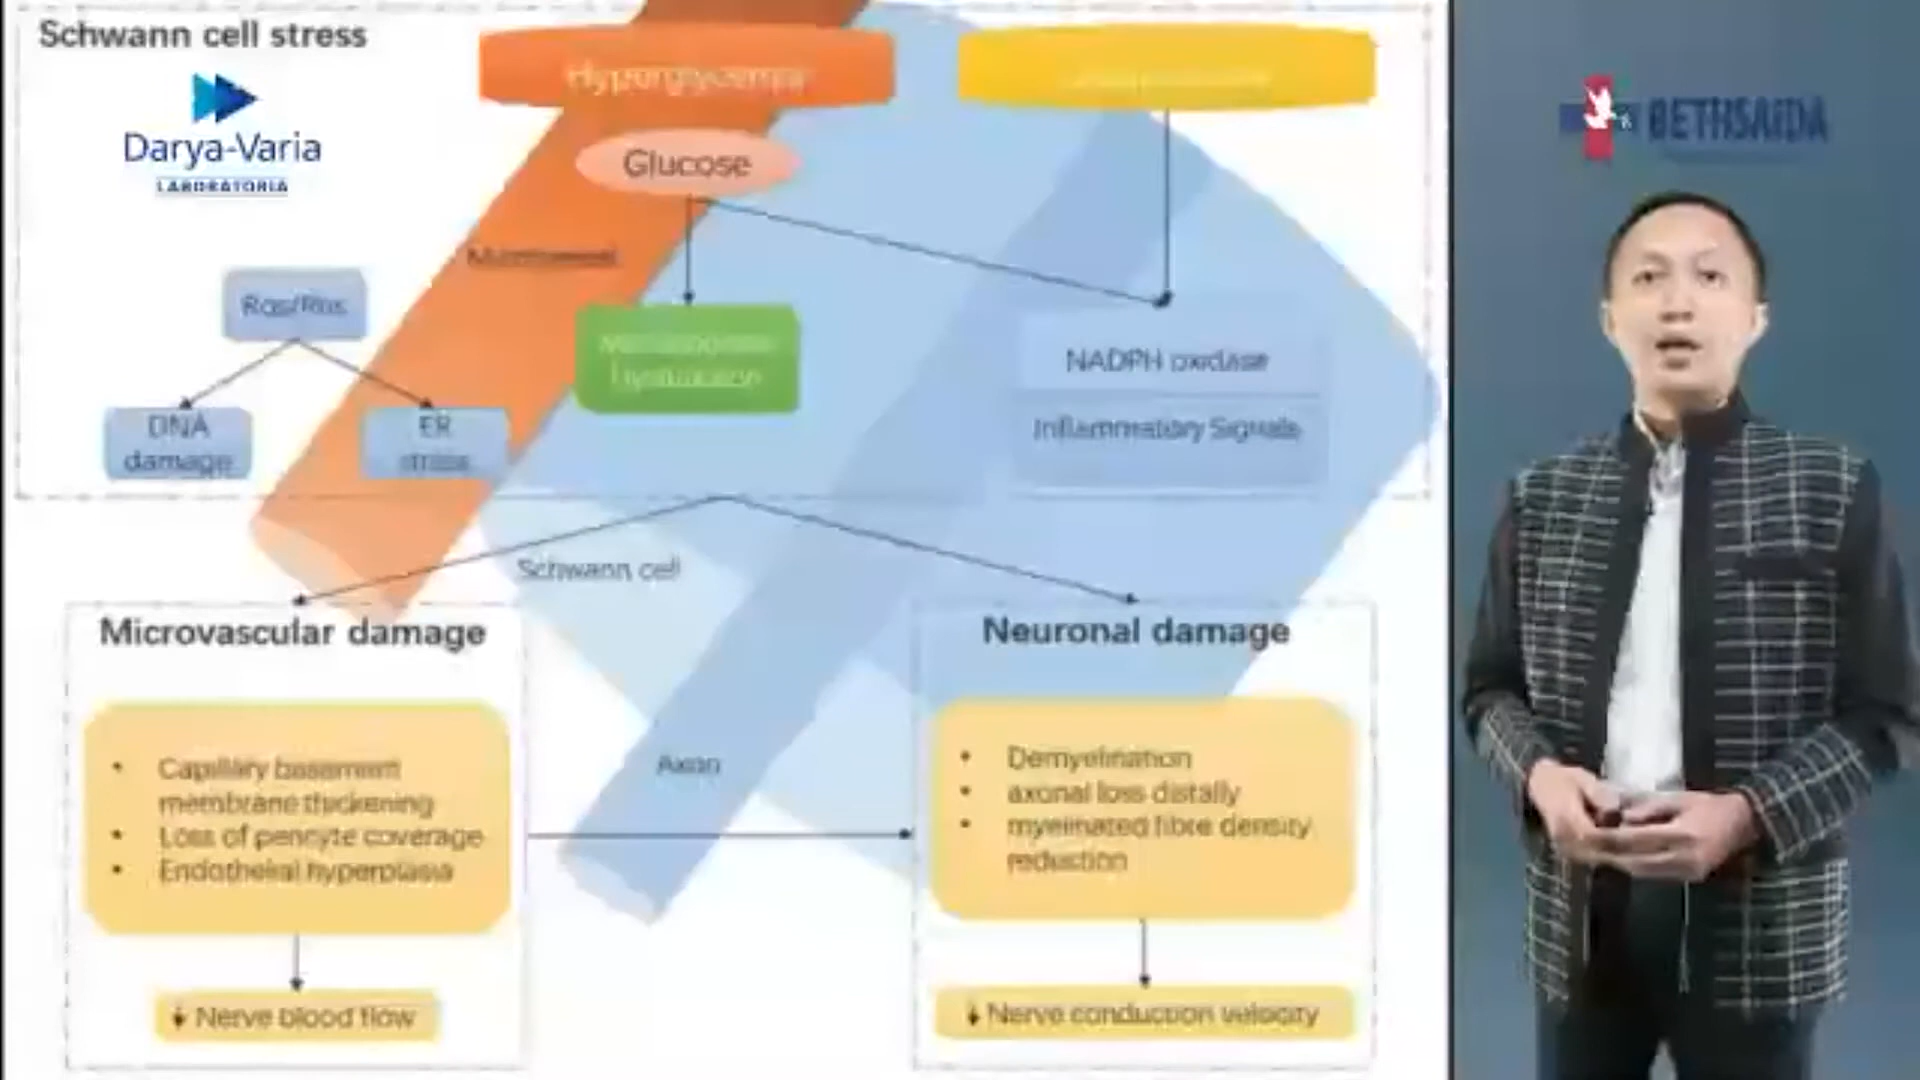 Schwann cell stress
Darya-Varia
LABORATORIA
Hyperglycemia
Glucose
BETHSAIDA
Ros/Rns
DNA
damage
ER
stress
NADPH oxidase
Inflammatory Signals
Schwann cell
Axon
Microvascular damage
• Capillary basement
membrane thickening
• Loss of pericyte coverage
• Endothelial hyperplasia
↓ Nerve blood flow
Neuronal damage
• Demyelination
• axonal loss distally
• myelinated fibre density
reduction
↓ Nerve conduction velocity